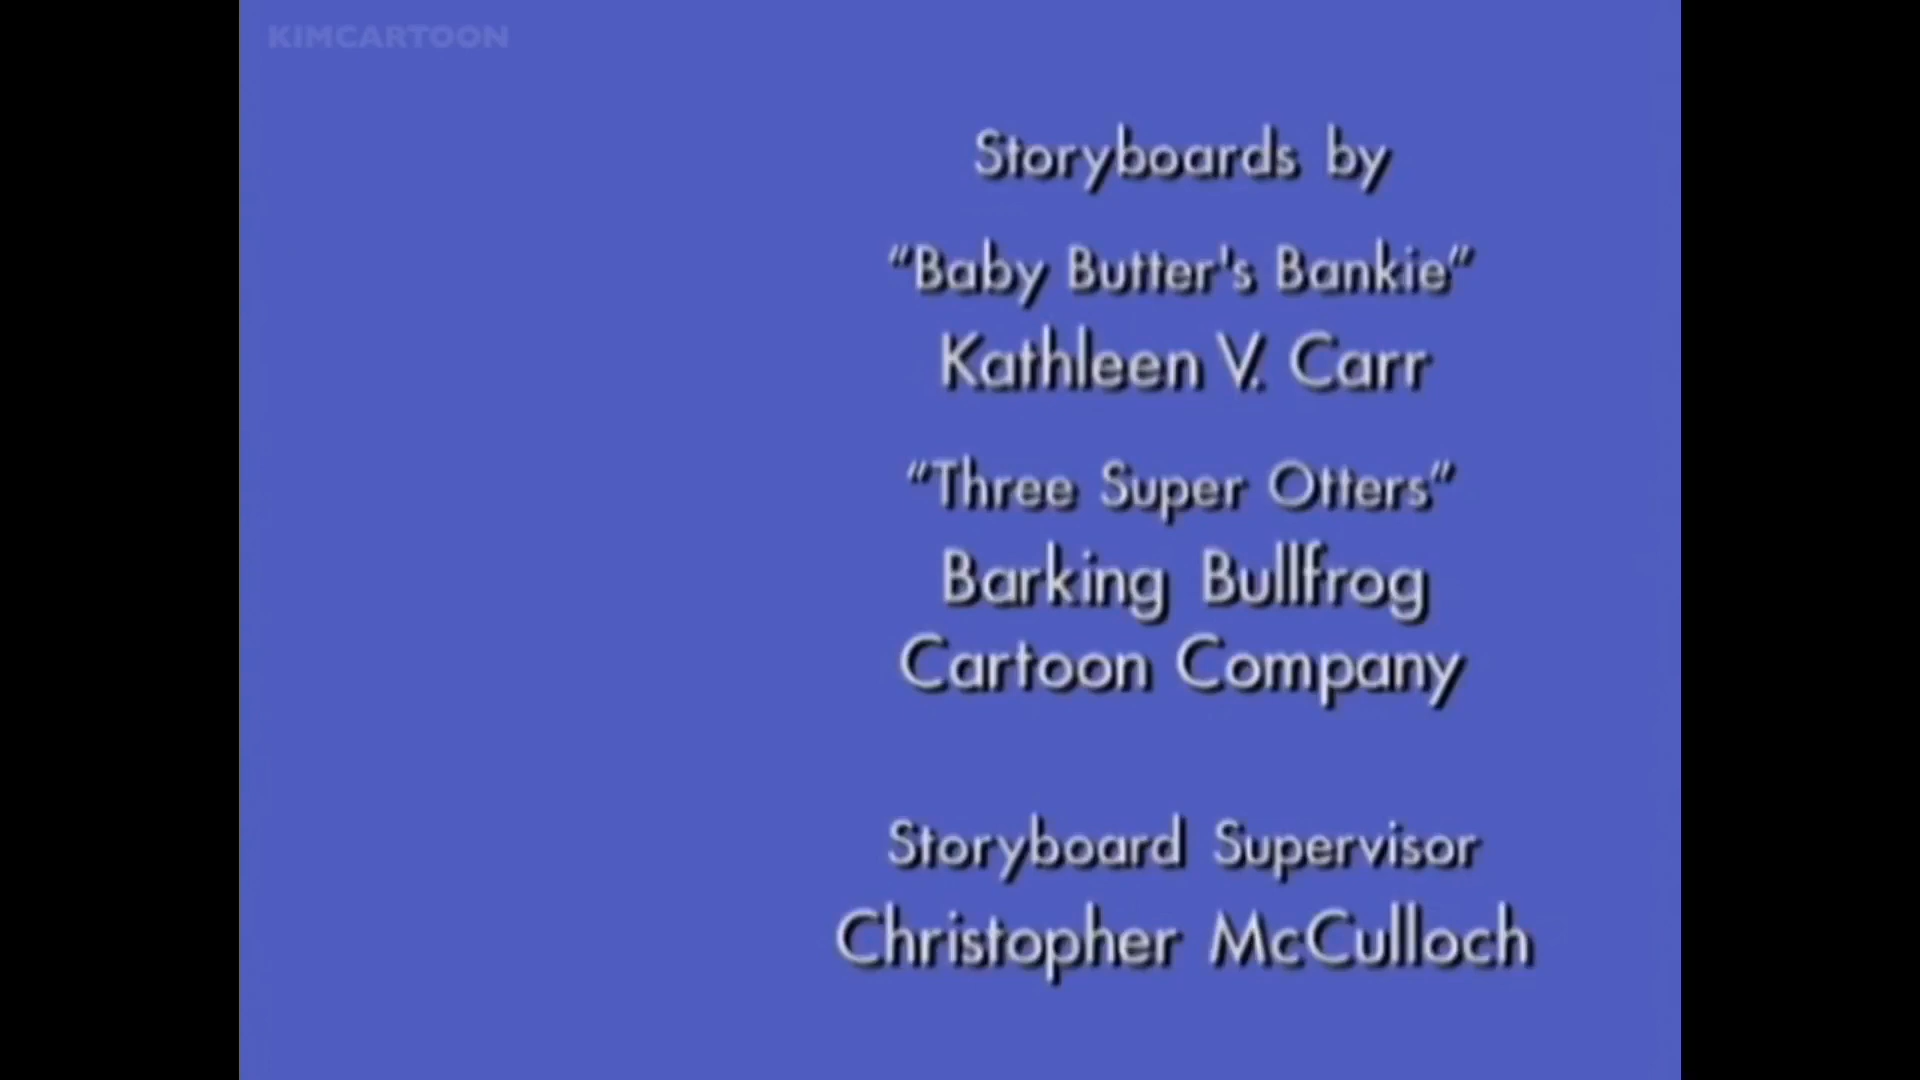 KIMCARTOON
Storyboards by
“Baby Butter's Bankie”
Kathleen V. Carr
“Three Super Otters”
Barking Bullfrog
Cartoon Company
Storyboard Supervisor
Christopher McCulloch